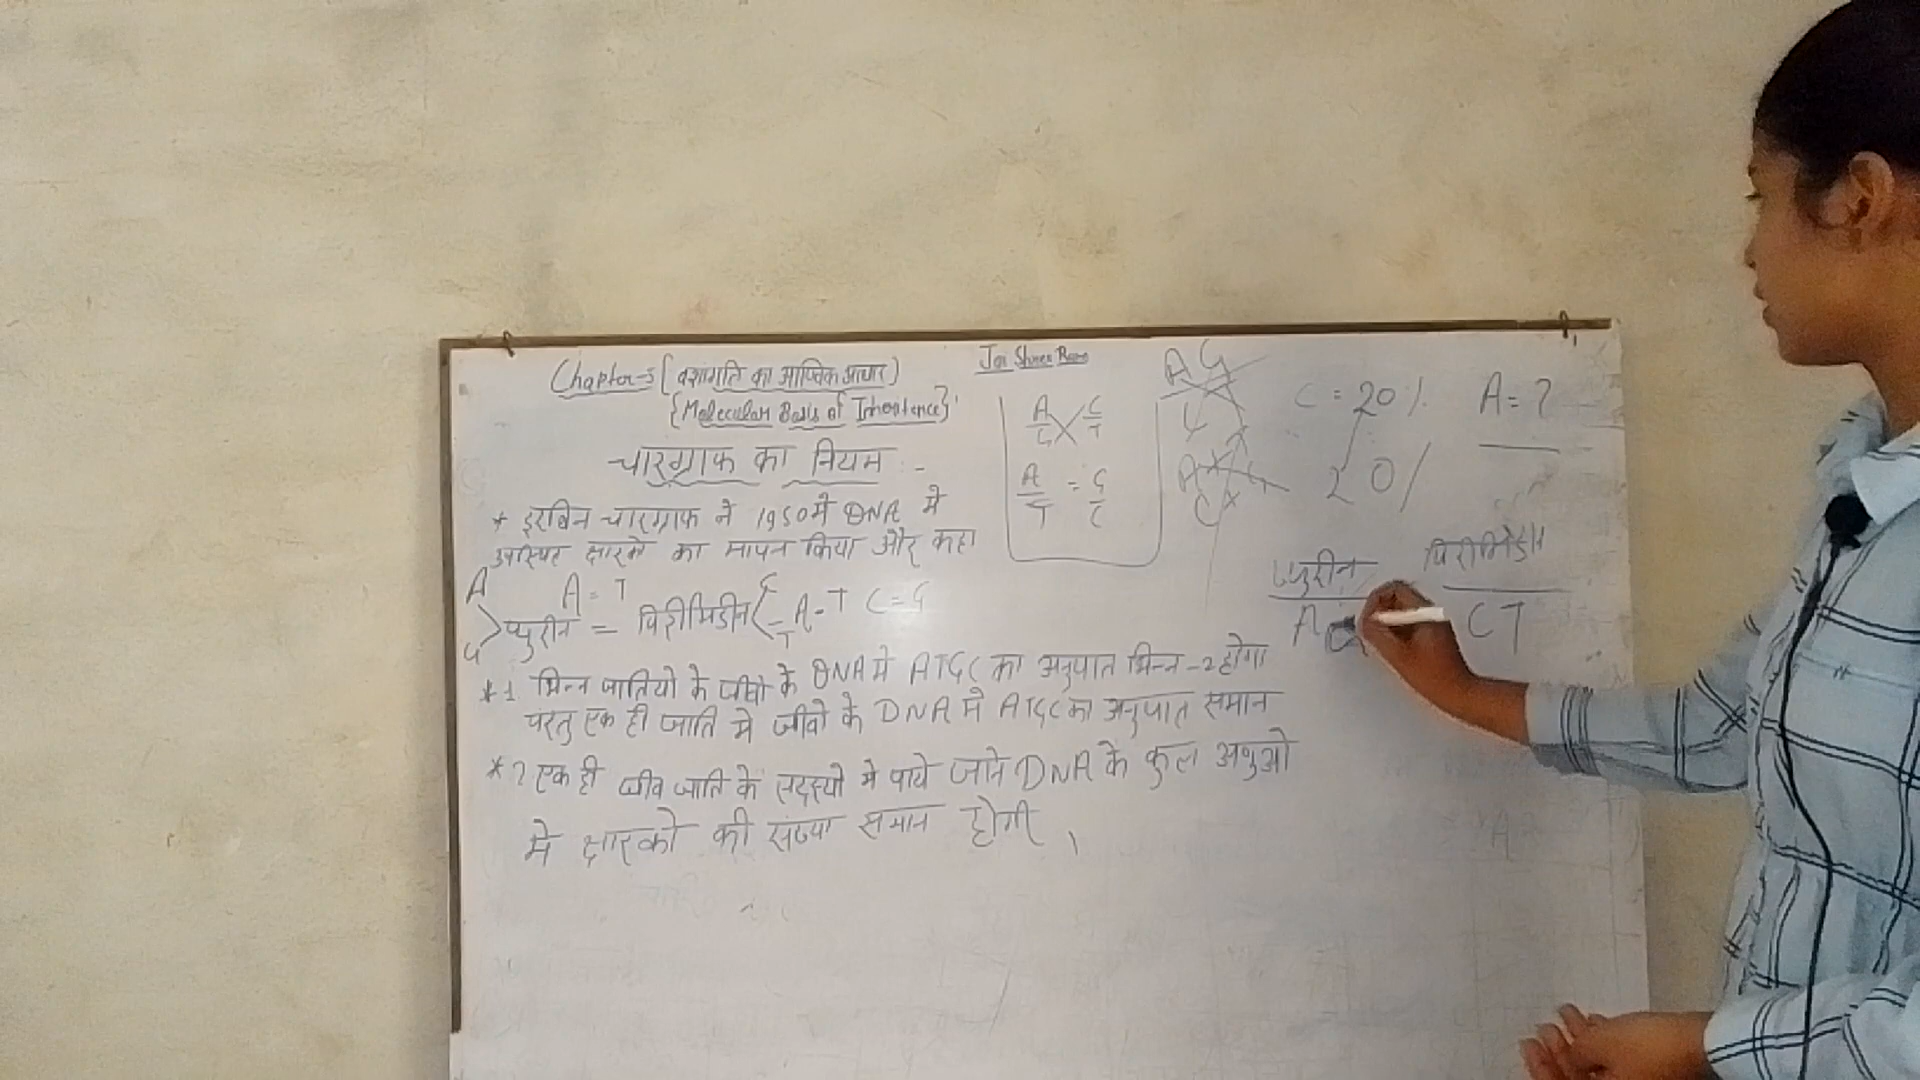 Chapter-5 (वंशागति का आण्विक आधार)
{Molecular Basis of Inheritence}
Jai Shree Ram
चारग्राफ का नियम :-
* इरविन चारग्राफ ने 1950 में DNA में
उपस्थित क्षारको का मापन किया और कहा
A = T
A
G
प्युरीन = पिरीमिडीन
C
T
A = T C = G
*1. भिन्न जातियो के जीवो के DNA मे ATGC का अनुपात भिन्न-2 होगा
परंतु एक ही जाति मे जीवो के DNA मे ATGC का अनुपात समान
*2 एक ही जीव जाति के सदस्यो मे पाये जाने DNA के कुल अणुओ
मे क्षारको की संख्या समान होगी ।
A/G C/T
A/T = G/C
A G
C = 20% A = ?
20%
प्युरीन पिरीमिडीन
A G C T